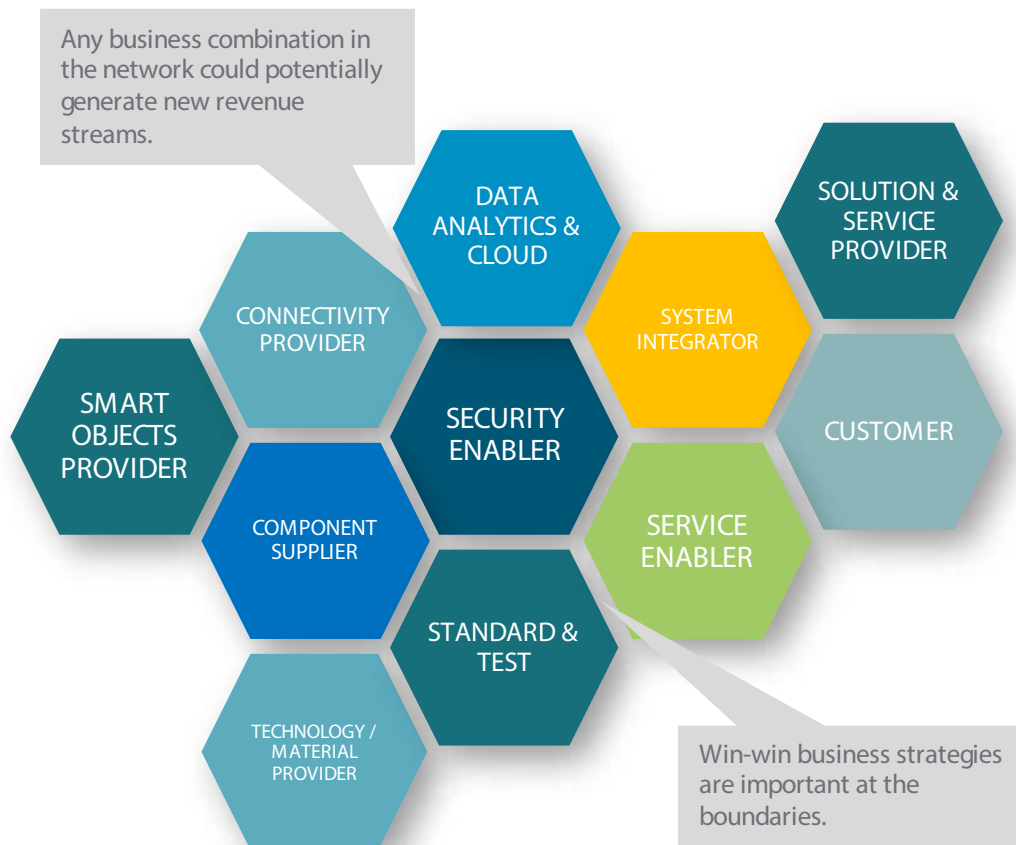 Any business combination in
the network could potentially
generate new revenue
streams.
DATA
ANALYTICS &
CLOUD
SOLUTION &
SERVICE
PROVIDER
CONNECTIVITY
PROVIDER
SYSTEM
INTEGRATOR
SMART
OBJECTS
PROVIDER
SECURITY
ENABLER
CUSTOMER
COMPONENT
SUPPLIER
SERVICE
ENABLER
STANDARD &
TEST
TECHNOLOGY /
MATERIAL
PROVIDER
Win-win business strategies
are important at the
boundaries.